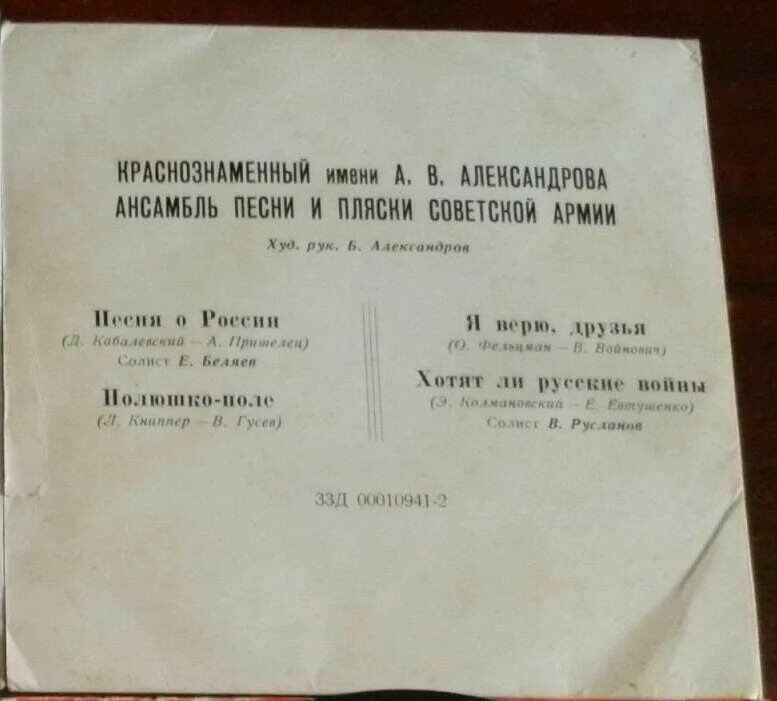 КРАСНОЗНАМЕННЫЙ имени А. В. АЛЕКСАНДРОВА
АНСАМБЛЬ ПЕСНИ И ПЛЯСКИ СОВЕТСКОЙ АРМИИ
Худ. рук. Б. Александров
Песня о России
(Д. Кабалевский — А. Пришелец)
Солист Е. Беляев
Полюшко-поле
(Л. Книппер — В. Гусев)
Я верю, друзья
(О. Фельцман — В. Войнович)
Хотят ли русские войны
(Э. Колмановский — Е. Евтушенко)
Солист В. Русланов
33Д 00010941-2